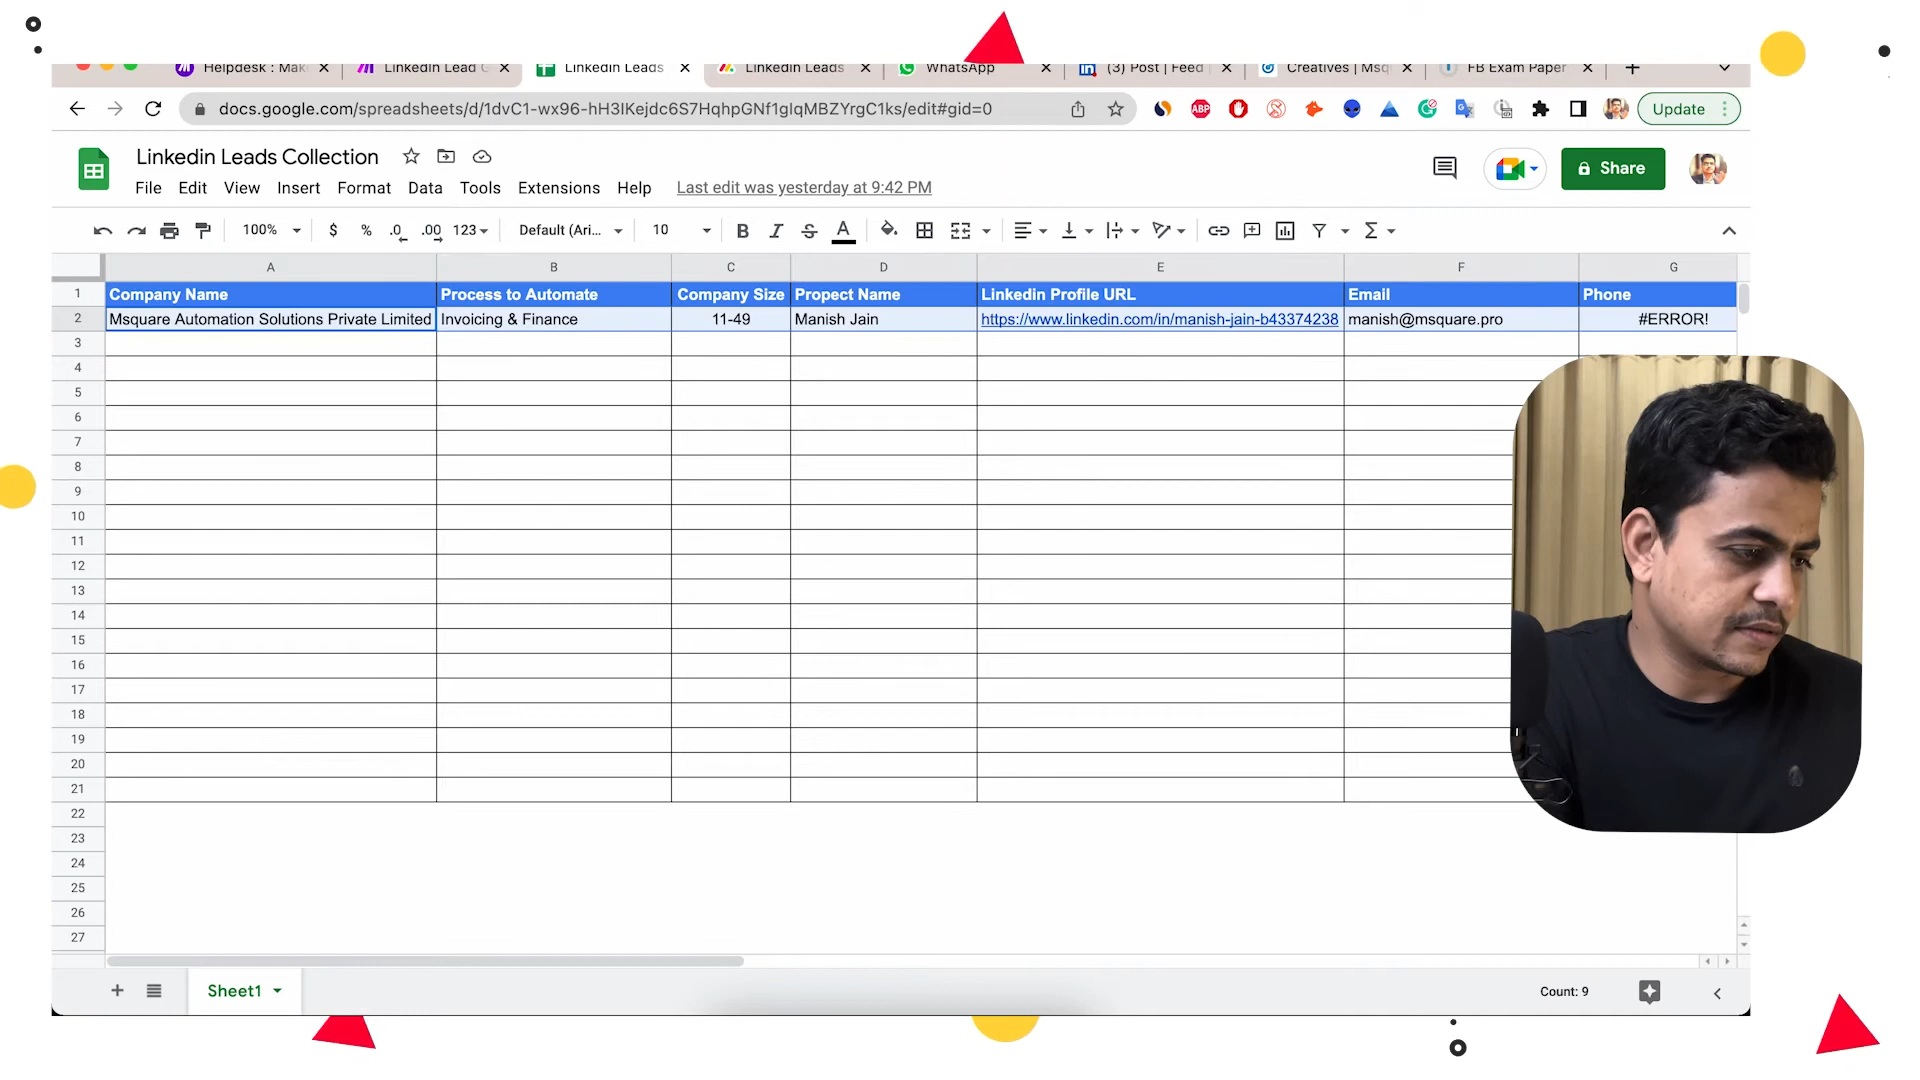 Helpdesk : Mak
Linkedin Lead G
Linkedin Leads
Linkedin Leads
WhatsApp
(3) Post | Feed
Creatives | Msq
FB Exam Paper
docs.google.com/spreadsheets/d/1dvC1-wx96-hH3IKejdc6S7HqhpGNf1gIqMBZYrgC1ks/edit#gid=0
ABP
Update
Linkedin Leads Collection
Share
File Edit View Insert Format Data Tools Extensions Help Last edit was yesterday at 9:42 PM
100% $ % .0 .00 123 Default (Ari... 10 B I S A
A B C D E F G
1 Company Name Process to Automate Company Size Propect Name Linkedin Profile URL Email Phone
2 Msquare Automation Solutions Private Limited Invoicing & Finance 11-49 Manish Jain https://www.linkedin.com/in/manish-jain-b43374238 manish@msquare.pro #ERROR!
3
4
5
6
7
8
9
10
11
12
13
14
15
16
17
18
19
20
21
22
23
24
25
26
27
Sheet1
Count: 9